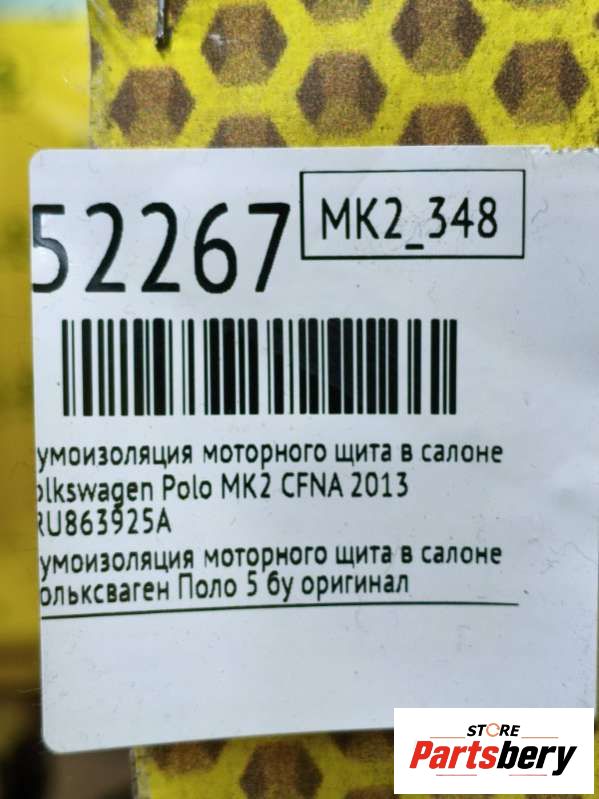 52267
MK2_348
умоизоляция моторного щита в салоне
olkswagen Polo MK2 CFNA 2013
RU863925A
умоизоляция моторного щита в салоне
ольксваген Поло 5 бу оригинал
STORE
Partsbery